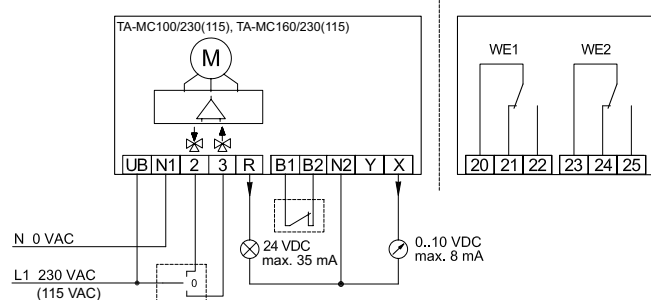 TA-MC100/230(115), TA-MC160/230(115)
M
WE1 WE2
UB N1 2 3 R B1 B2 N2 Y X
20 21 22 23 24 25
N 0 VAC
24 VDC
max. 35 mA
0..10 VDC
max. 8 mA
L1 230 VAC
(115 VAC)
0